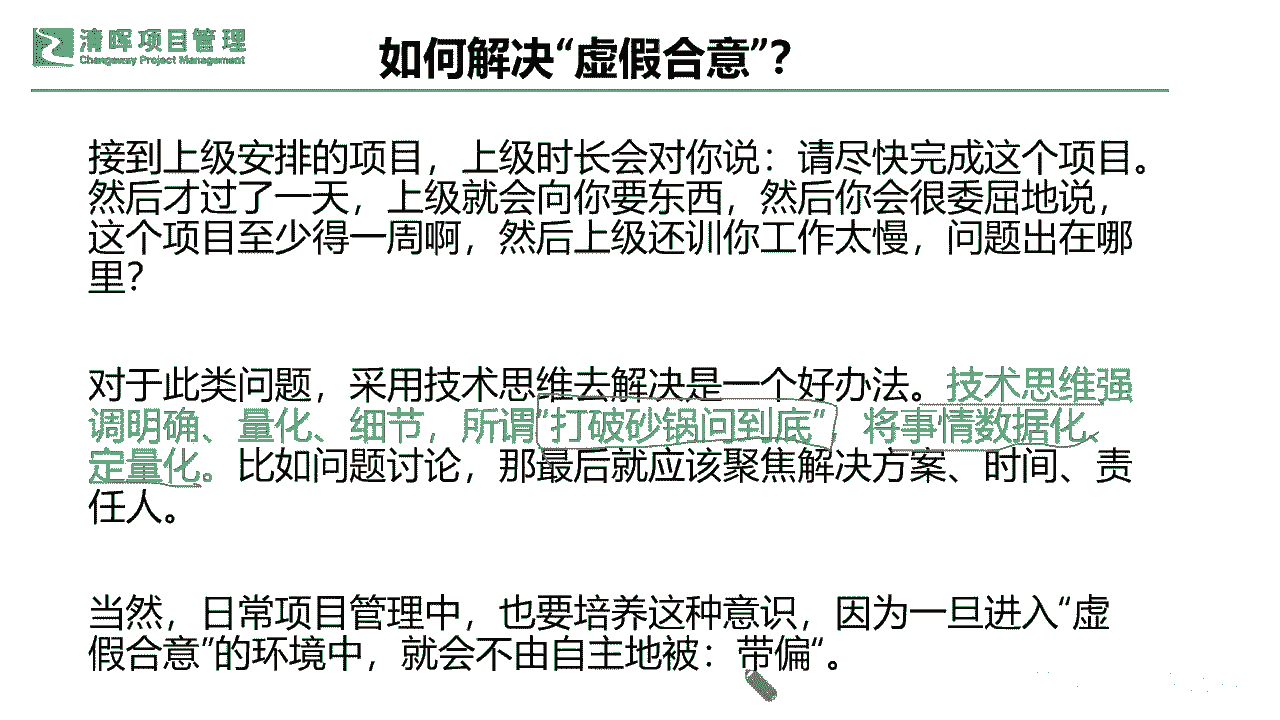 清晖项目管理
Changeway Project Management
如何解决“虚假合意”？
接到上级安排的项目，上级时长会对你说：请尽快完成这个项目。
然后才过了一天，上级就会向你要东西，然后你会很委屈地说，
这个项目至少得一周啊，然后上级还训你工作太慢，问题出在哪
里？
对于此类问题，采用技术思维去解决是一个好办法。技术思维强
调明确、量化、细节，所谓“打破砂锅问到底”，将事情数据化、
定量化。比如问题讨论，那最后就应该聚焦解决方案、时间、责
任人。
当然，日常项目管理中，也要培养这种意识，因为一旦进入“虚
假合意”的环境中，就会不由自主地被：带偏“。